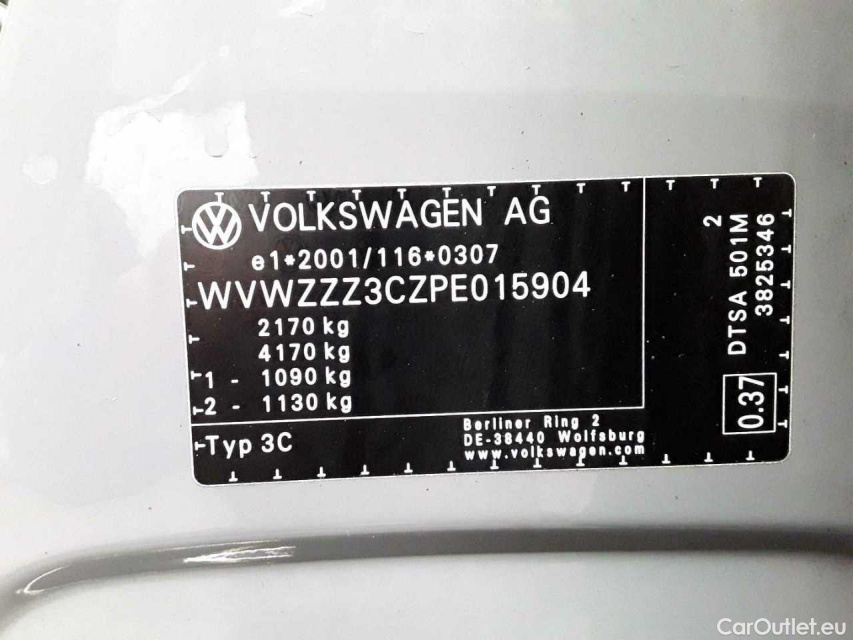 VOLKSWAGEN AG
e1*2001/116*0307
WVWZZZ3CZPE015904
2170 kg
4170 kg
1 - 1090 kg
2 - 1130 kg
Typ 3C
Berliner Ring 2
DE-38440 Wolfsburg
www.volkswagen.com
2
DTSA 501M
3825346
0.37
CarOutlet.eu